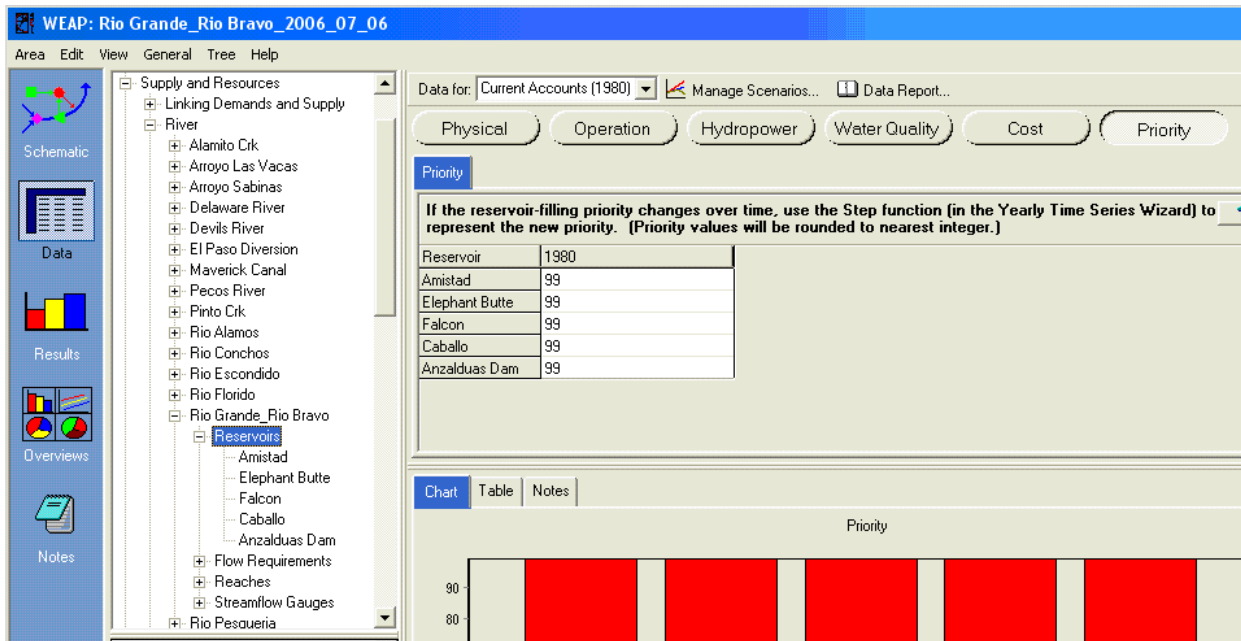 WEAP: Rio Grande_Rio Bravo_2006_07_06
Area Edit View General Tree Help
Schematic
Data
Results
Overviews
Notes
Supply and Resources
Linking Demands and Supply
River
Alamito Crk
Arroyo Las Vacas
Arroyo Sabinas
Delaware River
Devils River
El Paso Diversion
Maverick Canal
Pecos River
Pinto Crk
Rio Alamos
Rio Conchos
Rio Escondido
Rio Florido
Rio Grande_Rio Bravo
Reservoirs
Amistad
Elephant Butte
Falcon
Caballo
Anzalduas Dam
Flow Requirements
Reaches
Streamflow Gauges
Rio Pesqueria
Data for: Current Accounts (1980) Manage Scenarios... Data Report...
Physical Operation Hydropower Water Quality Cost Priority
Priority
If the reservoir-filling priority changes over time, use the Step function (in the Yearly Time Series Wizard) to
represent the new priority. (Priority values will be rounded to nearest integer.)
Reservoir 1980
Amistad 99
Elephant Butte 99
Falcon 99
Caballo 99
Anzalduas Dam 99
Chart Table Notes
Priority
90
80